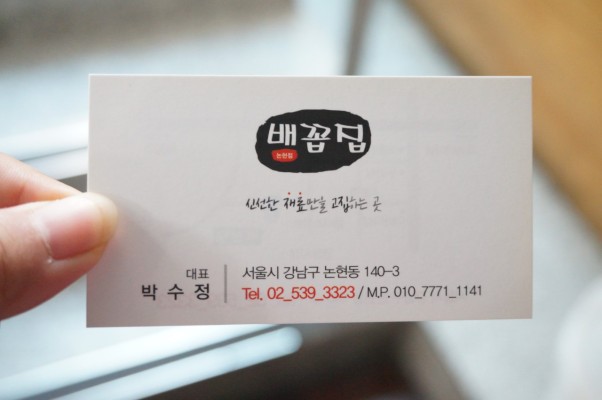 배꼽집
논현점
신선한 재료만을 고집하는 곳
대표
박수정
서울시 강남구 논현동 140-3
Tel. 02_539_3323 / M.P. 010_7771_1141